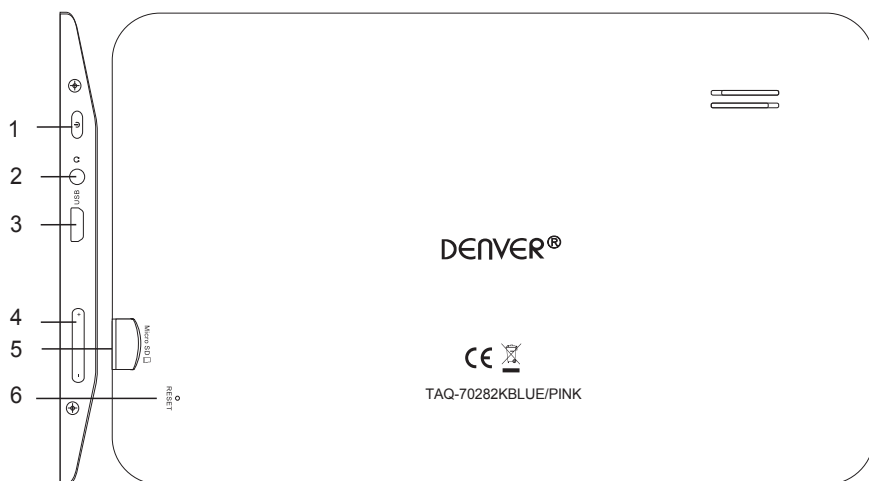 1
2
USB
3
4
+
-
5
Micro SD
6
RESET
DENVER®
CE
TAQ-70282KBLUE/PINK